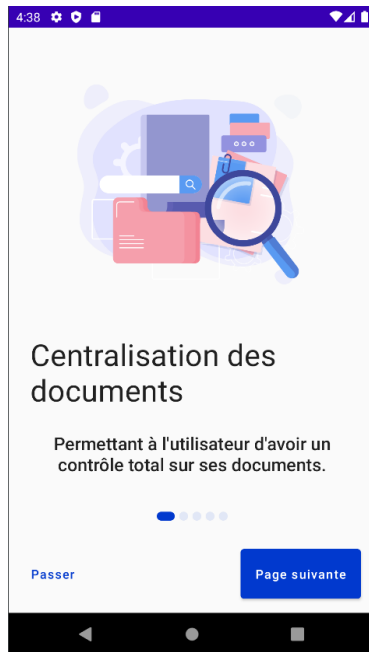 4:38
Centralisation des
documents
Permettant à l'utilisateur d'avoir un
contrôle total sur ses documents.
Passer
Page suivante